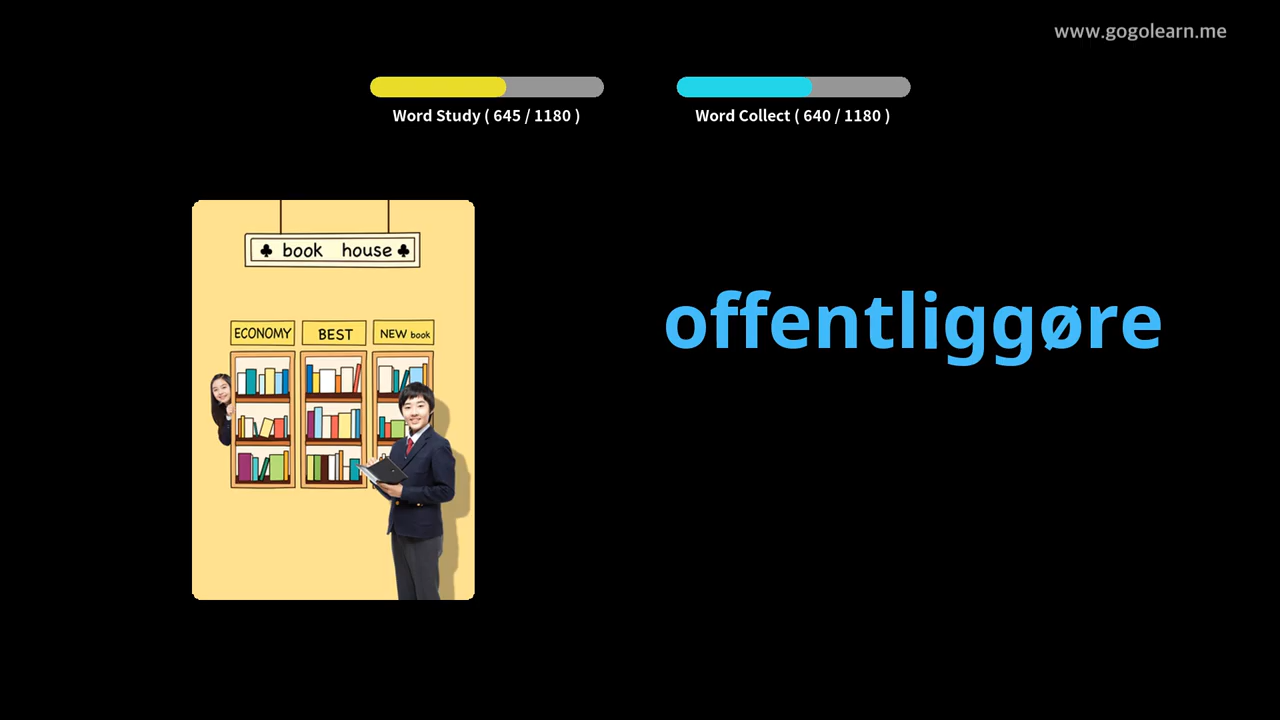 www.gogolearn.me
Word Study ( 645 / 1180 )
Word Collect ( 640 / 1180 )
♣ book house ♣
ECONOMY
BEST
NEW book
offentliggøre